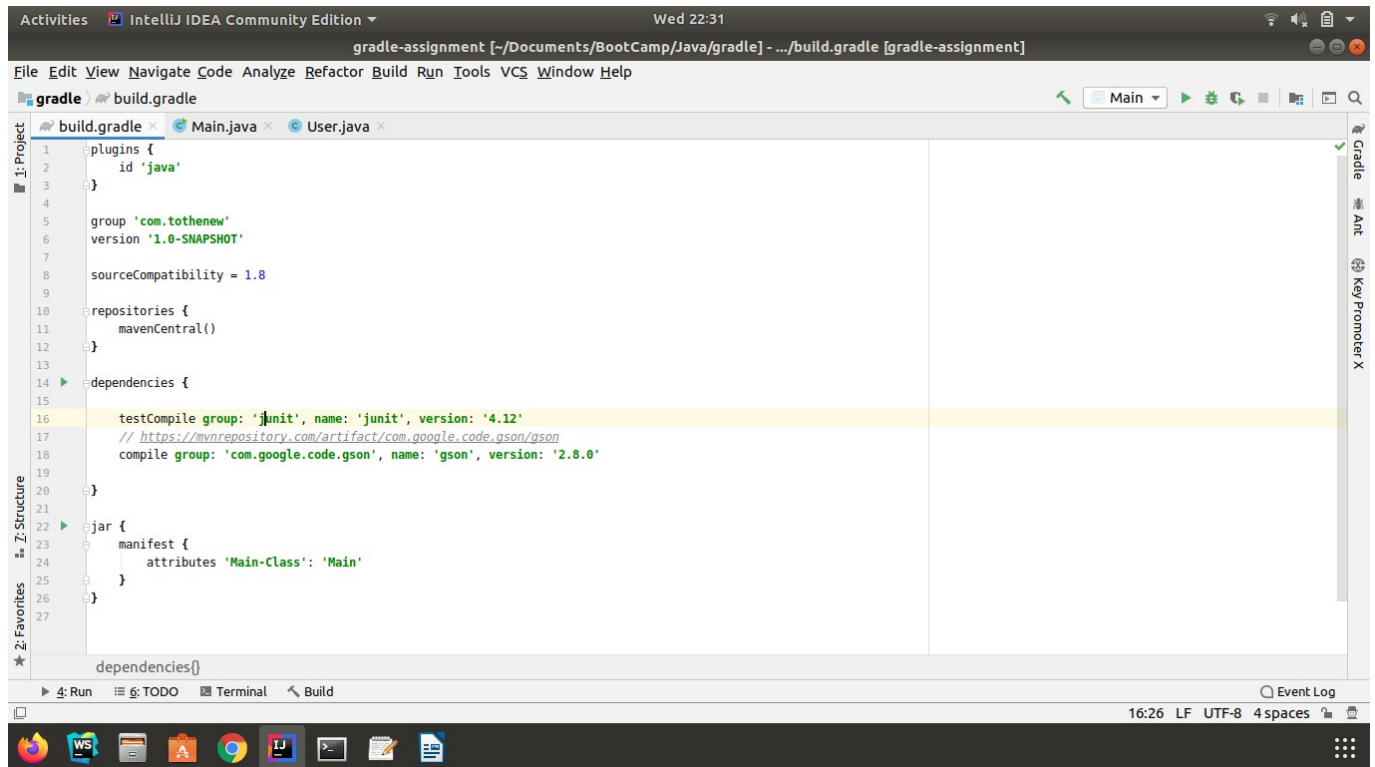 Activities IntelliJ IDEA Community Edition Wed 22:31
gradle-assignment [~/Documents/BootCamp/Java/gradle] - .../build.gradle [gradle-assignment]
File Edit View Navigate Code Analyze Refactor Build Run Tools VCS Window Help
gradle build.gradle Main
build.gradle Main.java User.java
1: Project
7: Structure
2: Favorites
1 plugins {
2 id 'java'
3 }
4
5 group 'com.tothenew'
6 version '1.0-SNAPSHOT'
7
8 sourceCompatibility = 1.8
9
10 repositories {
11 mavenCentral()
12 }
13
14 dependencies {
15
16 testCompile group: 'junit', name: 'junit', version: '4.12'
17 // https://mvnrepository.com/artifact/com.google.code.gson/gson
18 compile group: 'com.google.code.gson', name: 'gson', version: '2.8.0'
19
20 }
21
22 jar {
23 manifest {
24 attributes 'Main-Class': 'Main'
25 }
26 }
27
Gradle
Ant
Key Promoter X
dependencies{}
4: Run 6: TODO Terminal Build Event Log
16:26 LF UTF-8 4 spaces
WS A IJ